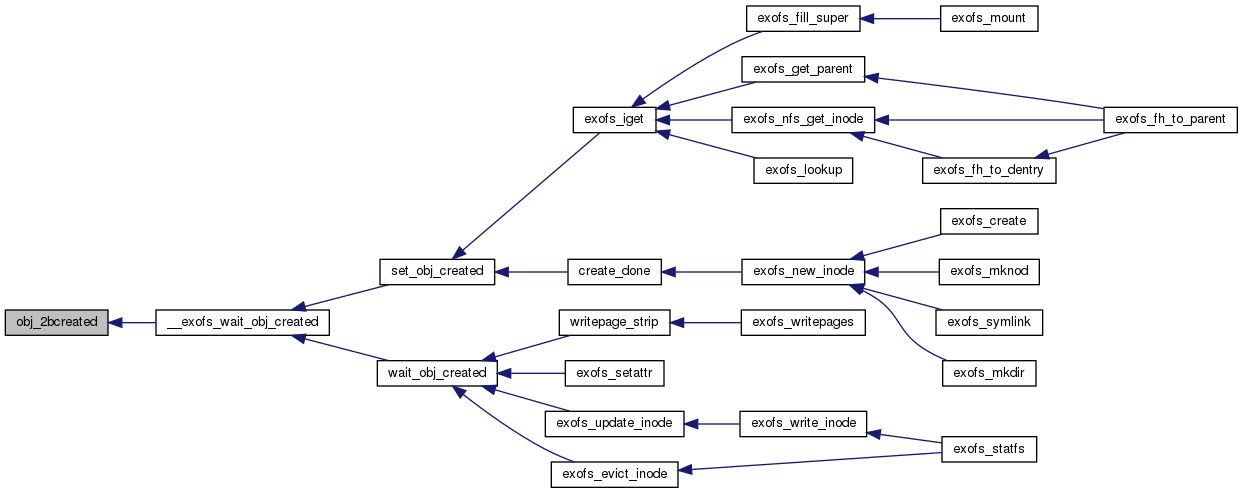 exofs_fill_super
exofs_mount
exofs_get_parent
exofs_iget
exofs_nfs_get_inode
exofs_fh_to_parent
exofs_lookup
exofs_fh_to_dentry
exofs_create
set_obj_created
create_done
exofs_new_inode
exofs_mknod
obj_2bcreated
__exofs_wait_obj_created
writepage_strip
exofs_writepages
exofs_symlink
wait_obj_created
exofs_setattr
exofs_mkdir
exofs_update_inode
exofs_write_inode
exofs_statfs
exofs_evict_inode